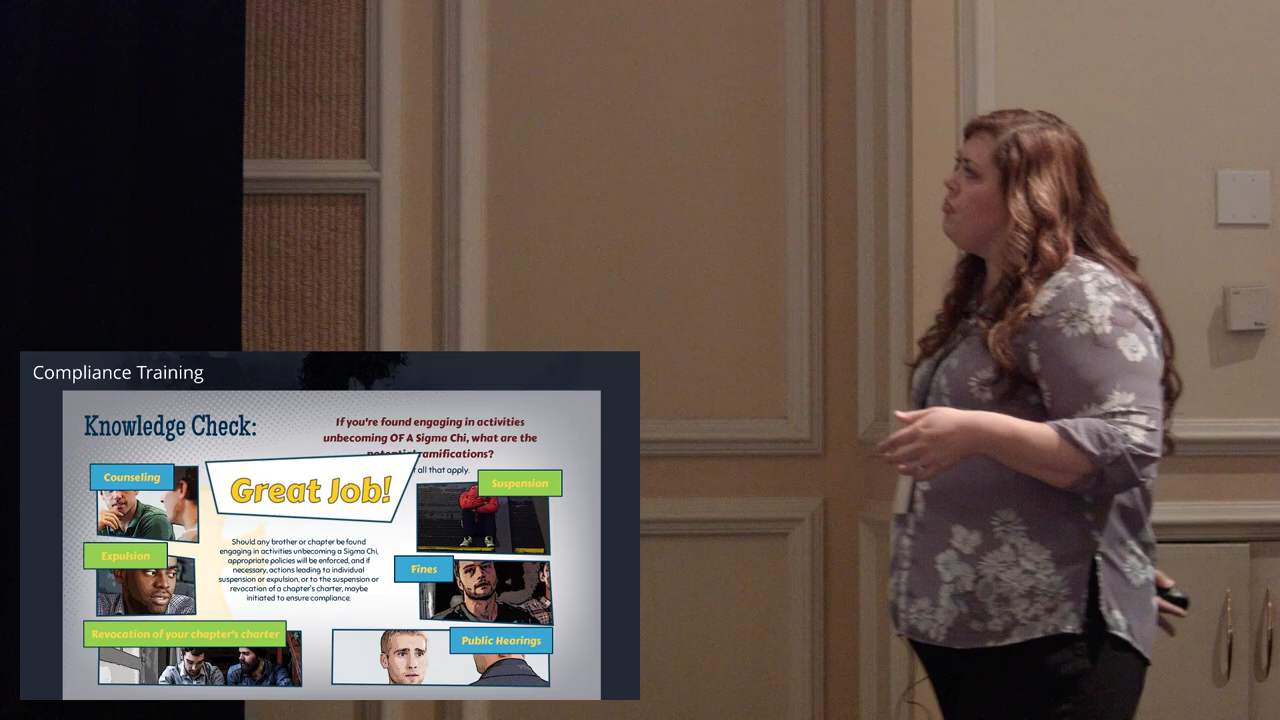 Compliance Training
Knowledge Check:
If you're found engaging in activities
unbecoming OF A Sigma Chi, what are the
potential ramifications?
all that apply.
Counseling
Great Job!
Suspension
Expulsion
Should any brother or chapter be found
engaging in activities unbecoming a Sigma Chi,
appropriate policies will be enforced, and if
necessary, actions leading to individual
suspension or expulsion, or to the suspension or
revocation of a chapter's charter, maybe
initiated to ensure compliance.
Fines
Revocation of your chapter's charter
Public Hearings